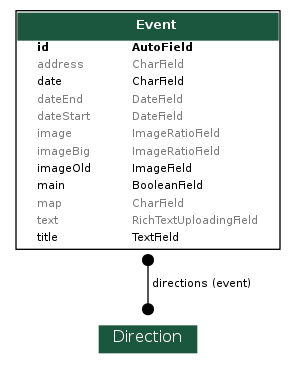 Event
id AutoField
address CharField
date CharField
dateEnd DateField
dateStart DateField
image ImageRatioField
imageBig ImageRatioField
imageOld ImageField
main BooleanField
map CharField
text RichTextUploadingField
title TextField
directions (event)
Direction